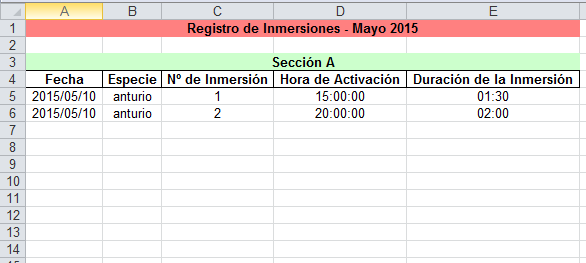 A B C D E
1 Registro de Inmersiones - Mayo 2015
2
3 Sección A
4 Fecha Especie Nº de Inmersión Hora de Activación Duración de la Inmersión
5 2015/05/10 anturio 1 15:00:00 01:30
6 2015/05/10 anturio 2 20:00:00 02:00
7
8
9
10
11
12
13
14